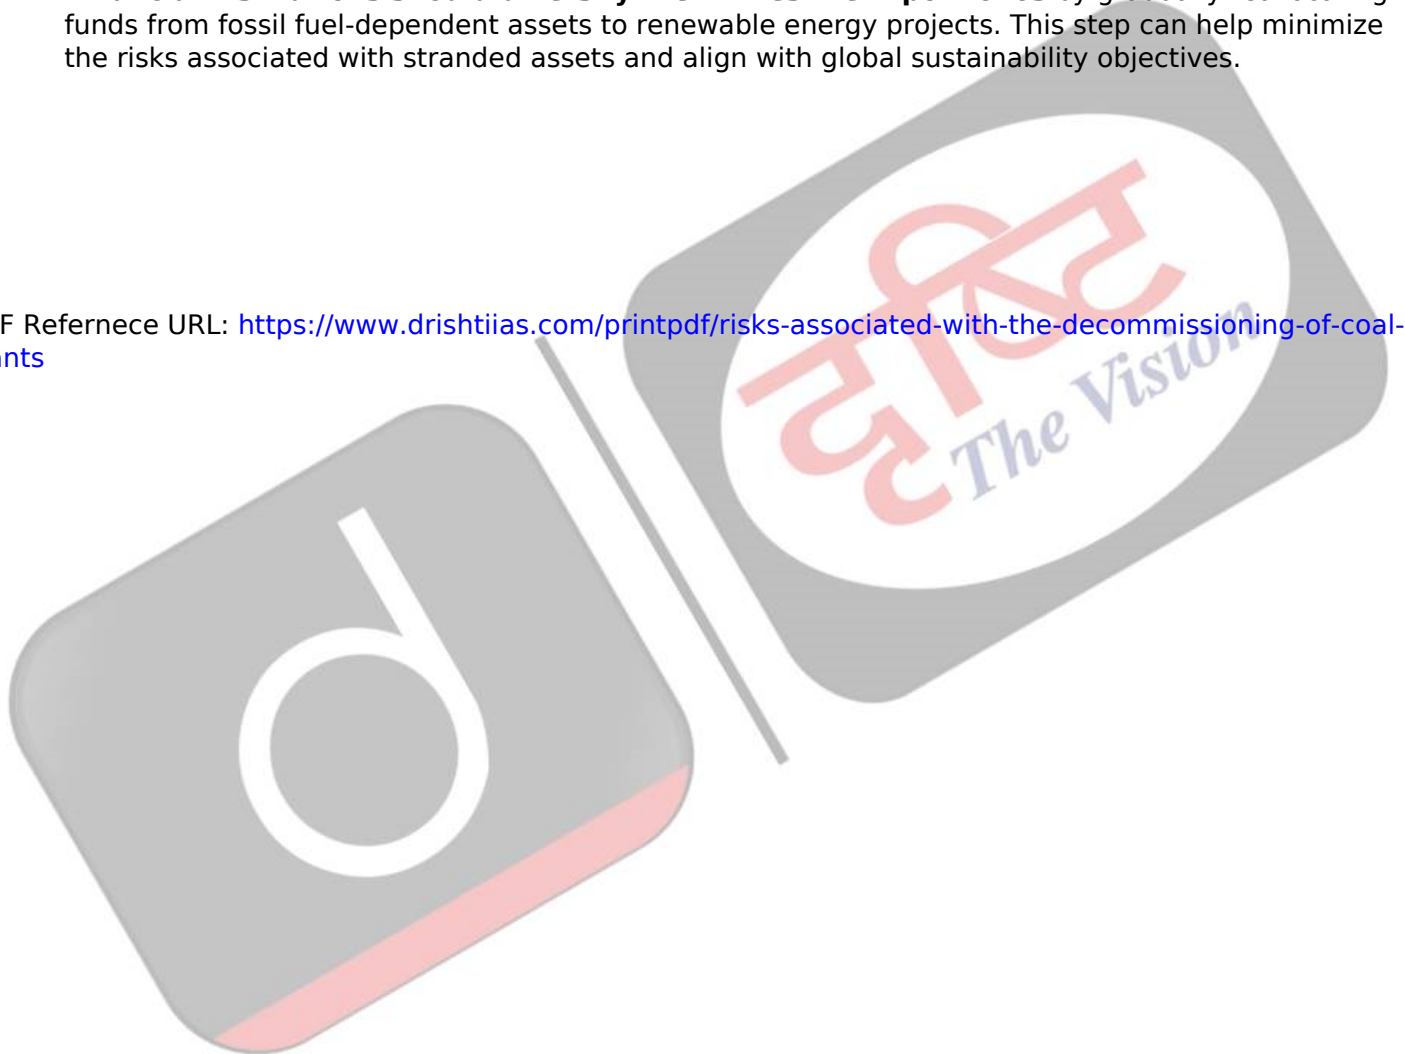 funds from fossil fuel-dependent assets to renewable energy projects. This step can help minimize
the risks associated with stranded assets and align with global sustainability objectives.
F Refernece URL: https://www.drishtiias.com/printpdf/risks-associated-with-the-decommissioning-of-coal-
ants
दृष्टि
The Vision
d